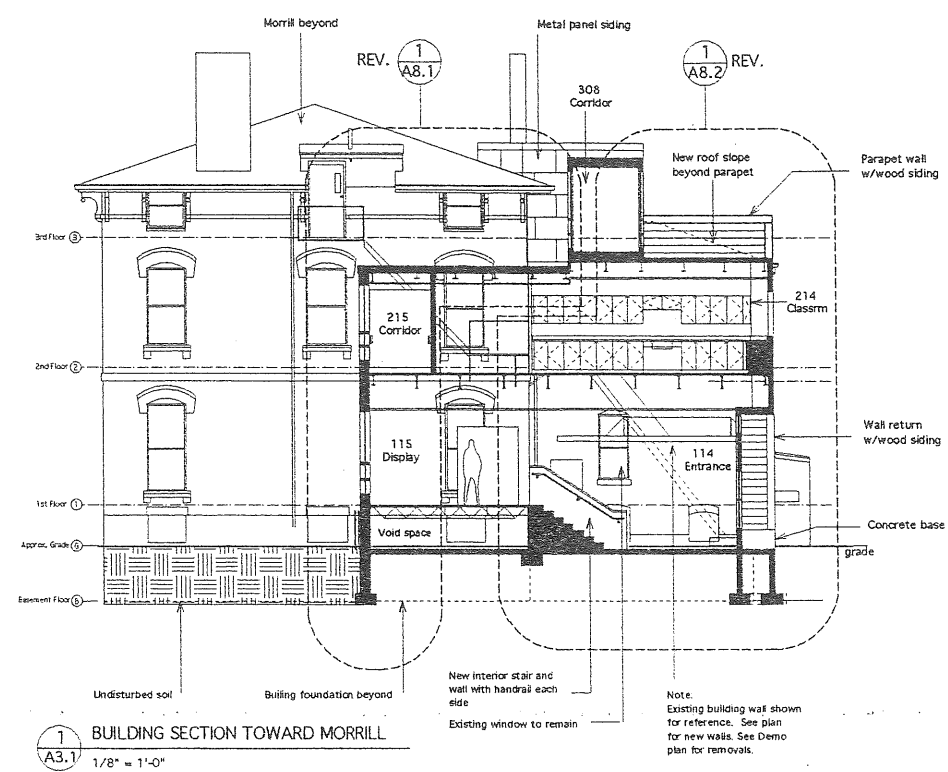 Morrill beyond
Metal panel siding
REV.
1
A8.1
1
A8.2
REV.
308
Corridor
New roof slope
beyond parapet
Parapet wall
w/wood siding
3rd Floor 3
214
Classrm
215
Corridor
2nd Floor 2
115
Display
114
Entrance
Wall return
w/wood siding
1st Floor 1
Void space
Concrete base
Approx. Grade G
grade
Basement Floor B
Undisturbed soil
Builing foundation beyond
New interior stair and
wall with handrail each
side
Existing window to remain
Note:
Existing building wall shown
for reference. See plan
for new walls. See Demo
plan for removals.
1
A3.1
BUILDING SECTION TOWARD MORRILL
1/8" = 1'-0"